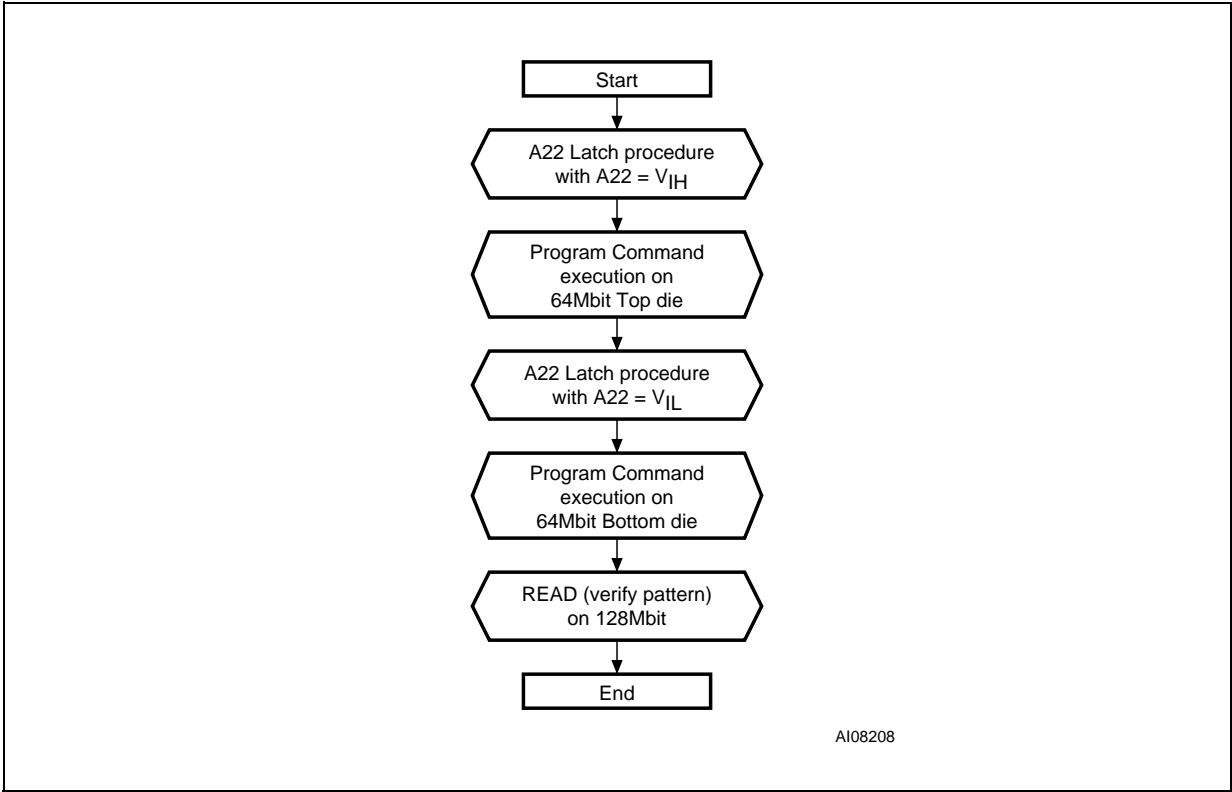 Start
A22 Latch procedure
with A22 = VIH
Program Command
execution on
64Mbit Top die
A22 Latch procedure
with A22 = VIL
Program Command
execution on
64Mbit Bottom die
READ (verify pattern)
on 128Mbit
End
AI08208